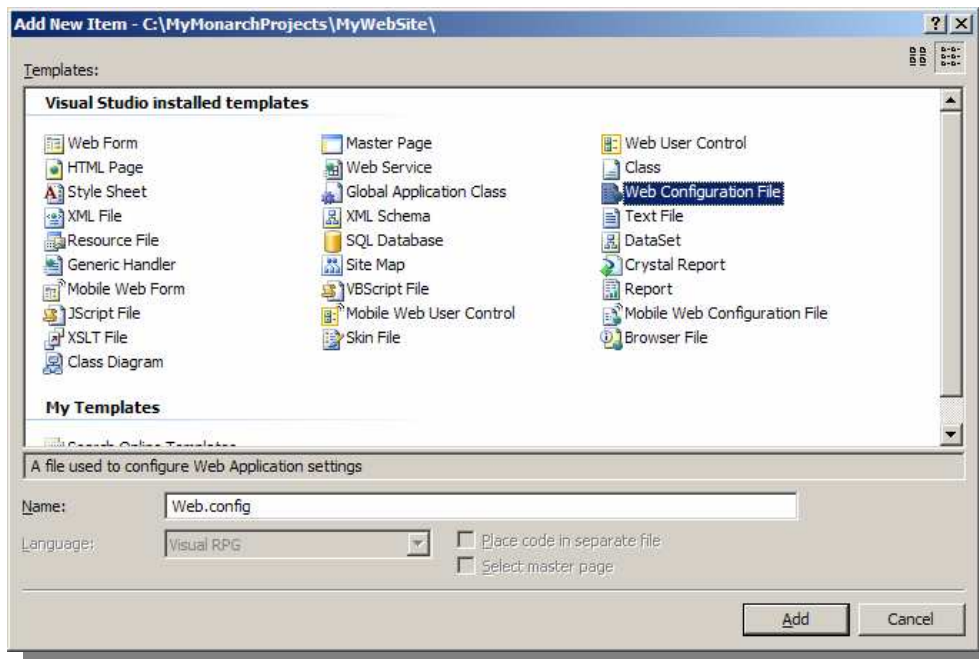 Add New Item - C:\MyMonarchProjects\MyWebSite\
Templates:
Visual Studio installed templates
Web Form
Master Page
Web User Control
HTML Page
Web Service
Class
Style Sheet
Global Application Class
Web Configuration File
XML File
XML Schema
Text File
Resource File
SQL Database
DataSet
Generic Handler
Site Map
Crystal Report
Mobile Web Form
VBScript File
Report
JScript File
Mobile Web User Control
Mobile Web Configuration File
XSLT File
Skin File
Browser File
Class Diagram
My Templates
Search Online Templates
A file used to configure Web Application settings
Name: Web.config
Language: Visual RPG
Place code in separate file
Select master page
Add Cancel